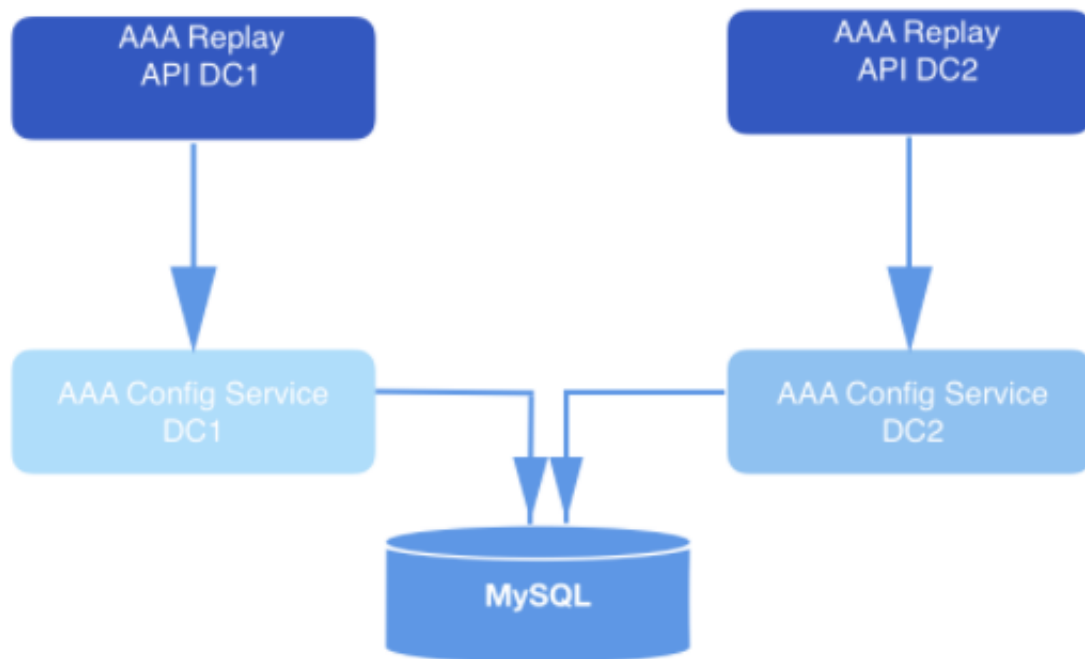 AAA Replay
API DC1
AAA Replay
API DC2
AAA Config Service
DC1
AAA Config Service
DC2
MySQL